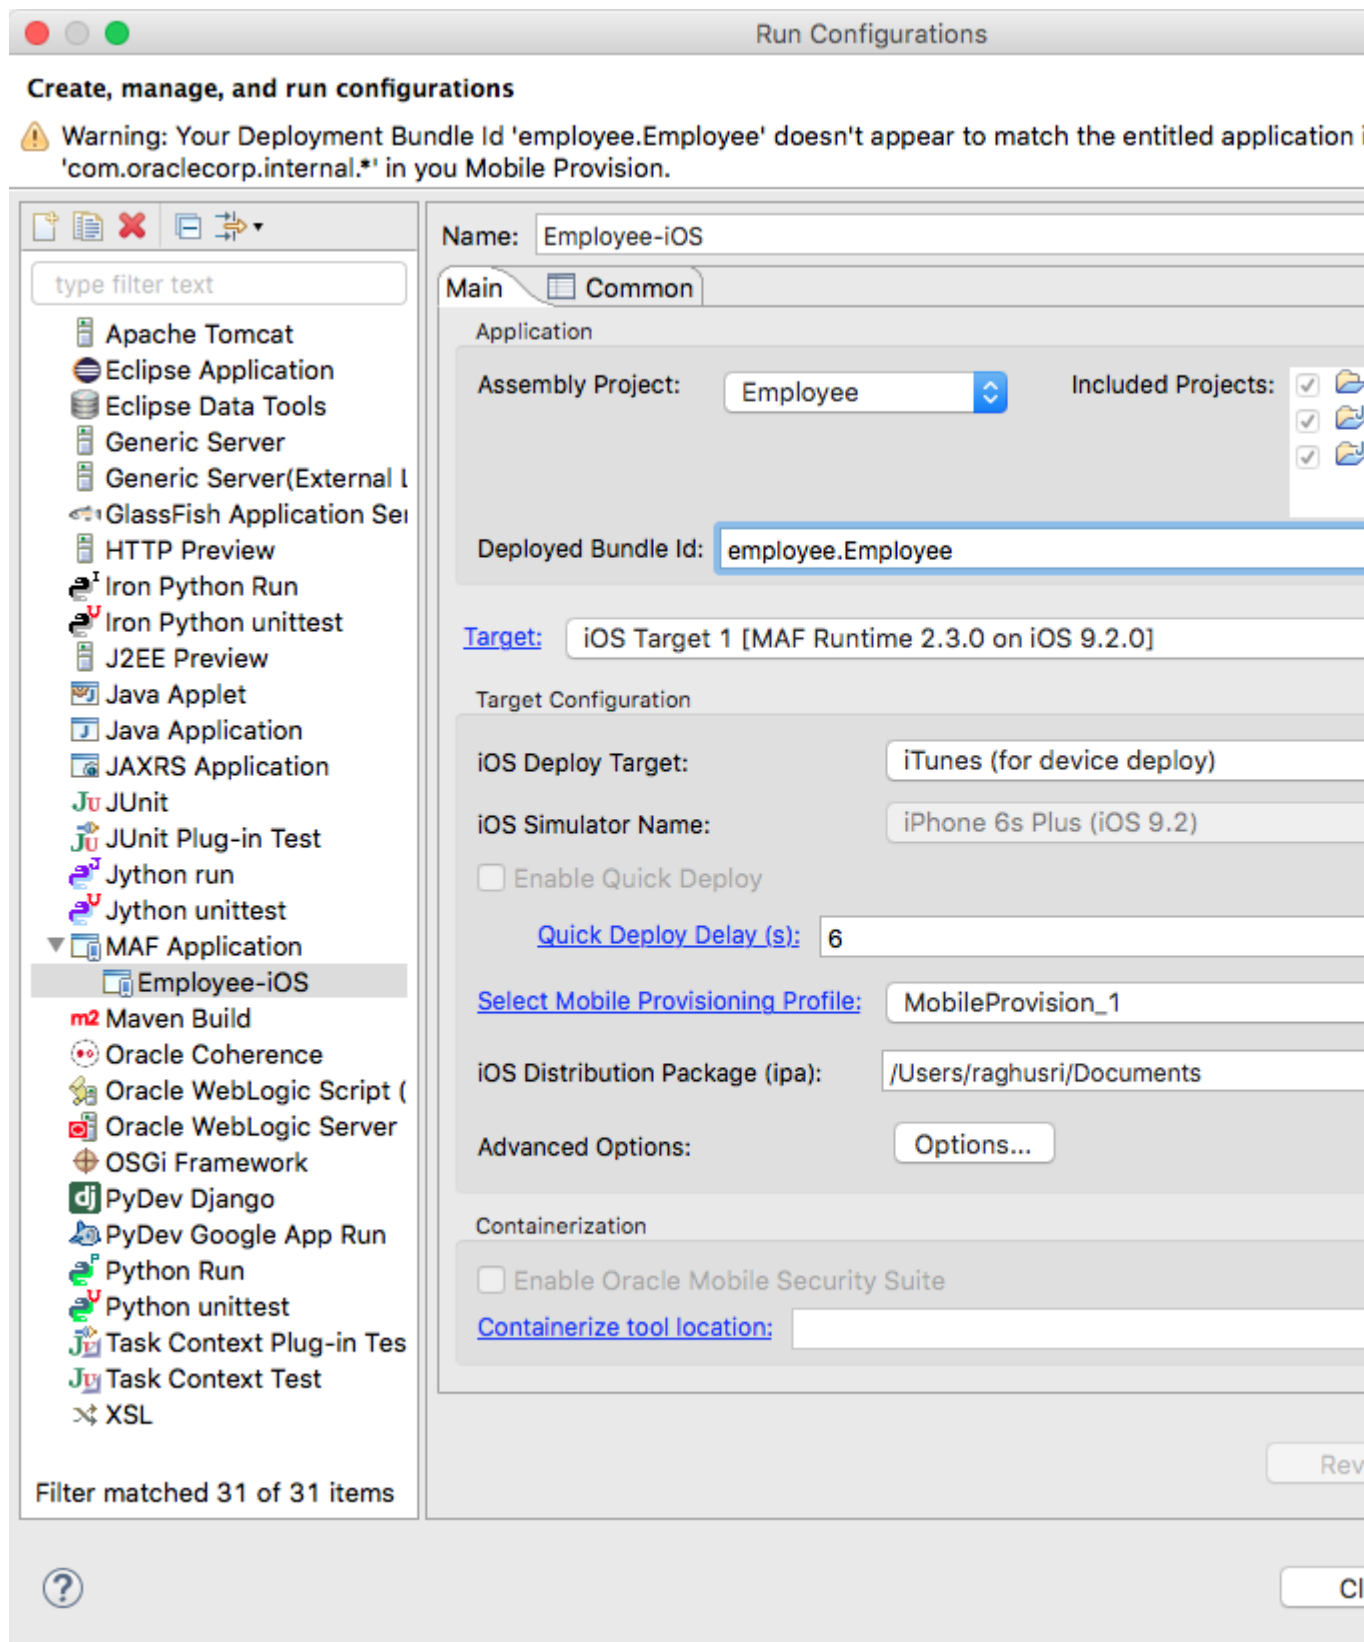 Run Configurations
Create, manage, and run configurations
Warning: Your Deployment Bundle Id 'employee.Employee' doesn't appear to match the entitled application
'com.oraclecorp.internal.*' in you Mobile Provision.
type filter text
Apache Tomcat
Eclipse Application
Eclipse Data Tools
Generic Server
Generic Server(External L
GlassFish Application Ser
HTTP Preview
Iron Python Run
Iron Python unittest
J2EE Preview
Java Applet
Java Application
JAXRS Application
JUnit
JUnit Plug-in Test
Jython run
Jython unittest
MAF Application
Employee-iOS
Maven Build
Oracle Coherence
Oracle WebLogic Script (
Oracle WebLogic Server
OSGi Framework
PyDev Django
PyDev Google App Run
Python Run
Python unittest
Task Context Plug-in Tes
Task Context Test
XSL
Filter matched 31 of 31 items
Name: Employee-iOS
Main Common
Application
Assembly Project: Employee Included Projects:
Deployed Bundle Id: employee.Employee
Target: iOS Target 1 [MAF Runtime 2.3.0 on iOS 9.2.0]
Target Configuration
iOS Deploy Target: iTunes (for device deploy)
iOS Simulator Name: iPhone 6s Plus (iOS 9.2)
Enable Quick Deploy
Quick Deploy Delay (s): 6
Select Mobile Provisioning Profile: MobileProvision_1
iOS Distribution Package (ipa): /Users/raghusri/Documents
Advanced Options: Options...
Containerization
Enable Oracle Mobile Security Suite
Containerize tool location:
Rev
Cl